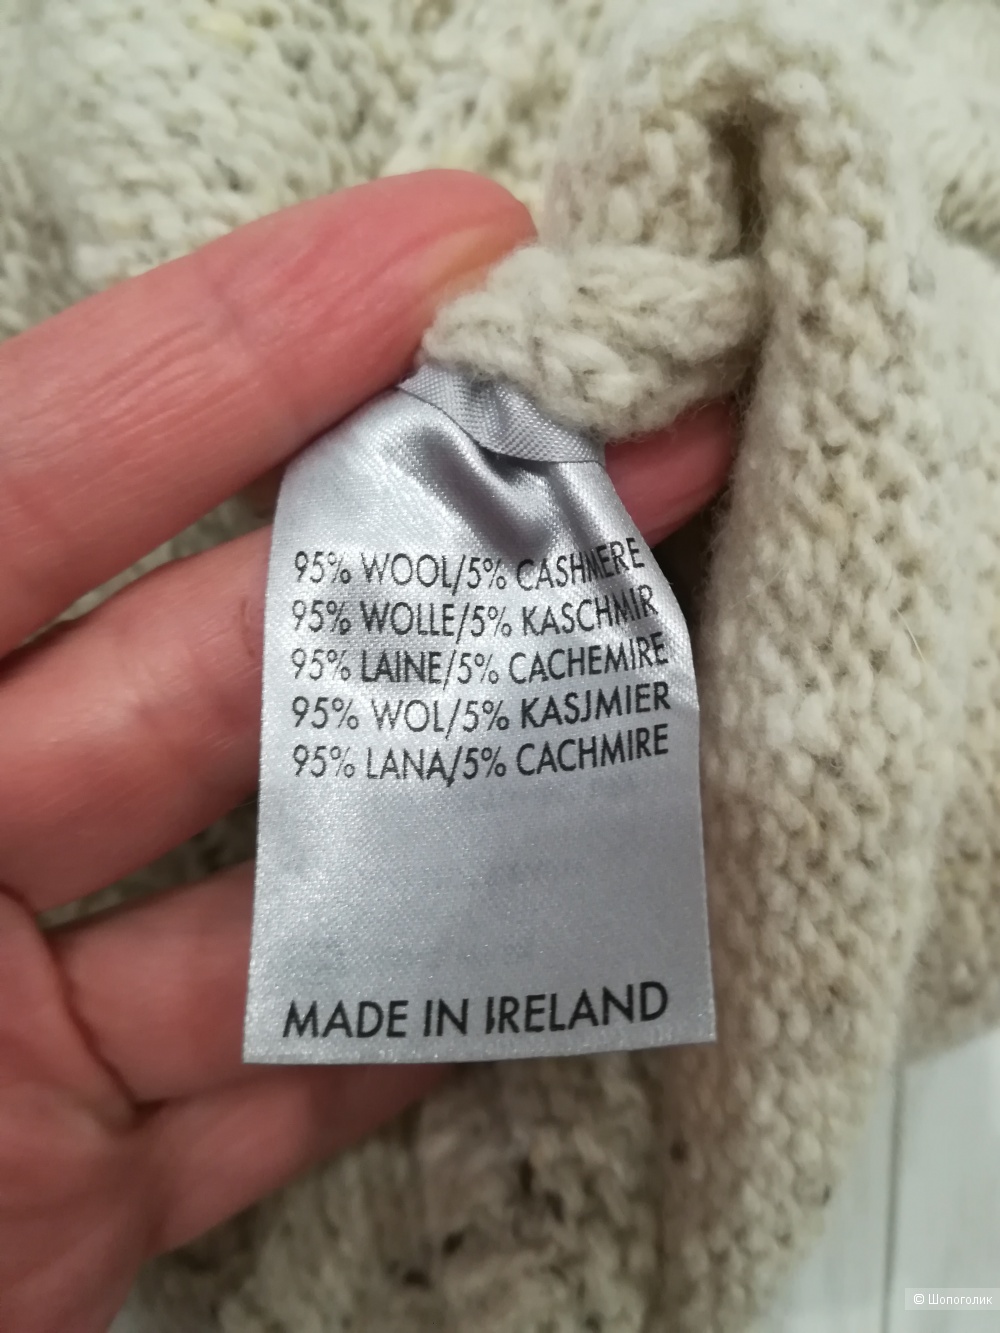 95% WOOL/5% CASHMERE
95% WOLLE/5% KASCHMIR
95% LAINE/5% CACHEMIRE
95% WOL/5% KASJMIER
95% LANA/5% CACHMIRE
MADE IN IRELAND
© Шопоголик